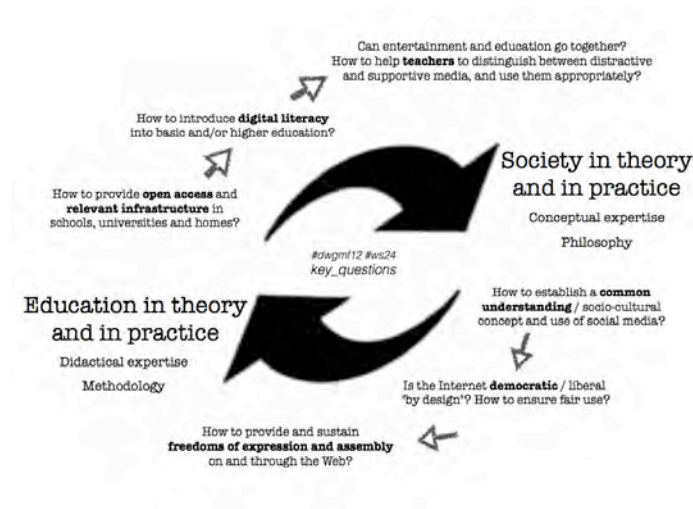 Can entertainment and education go together?
How to help teachers to distinguish between distractive
and supportive media, and use them appropriately?
How to introduce digital literacy
into basic and/or higher education?
How to provide open access and
relevant infrastructure in
schools, universities and homes?
Society in theory
and in practice
Conceptual expertise
Philosophy
#dwgmf12 #ws24
key_questions
Education in theory
and in practice
Didactical expertise
Methodology
How to establish a common
understanding / socio-cultural
concept and use of social media?
Is the Internet democratic / liberal
"by design"? How to ensure fair use?
How to provide and sustain
freedoms of expression and assembly
on and through the Web?